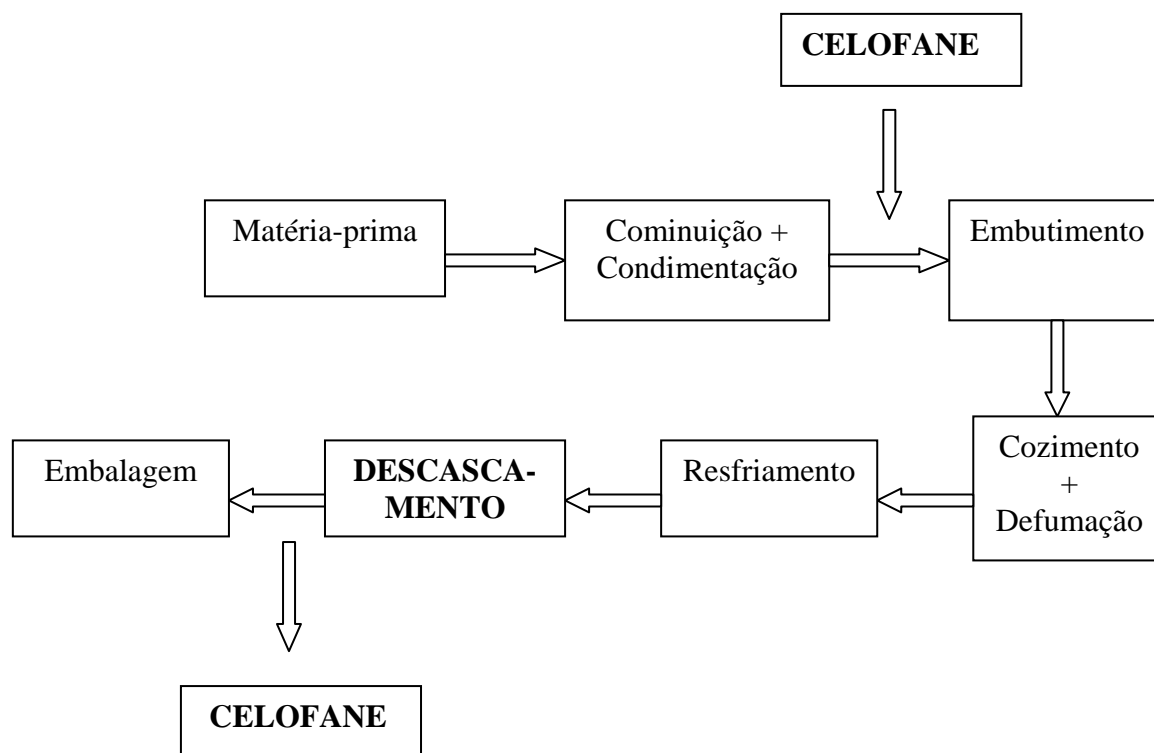 CELOFANE
Matéria-prima
Cominuição +
Condimentação
Embutimento
Cozimento
+
Defumação
Resfriamento
DESCASCA-
MENTO
Embalagem
CELOFANE